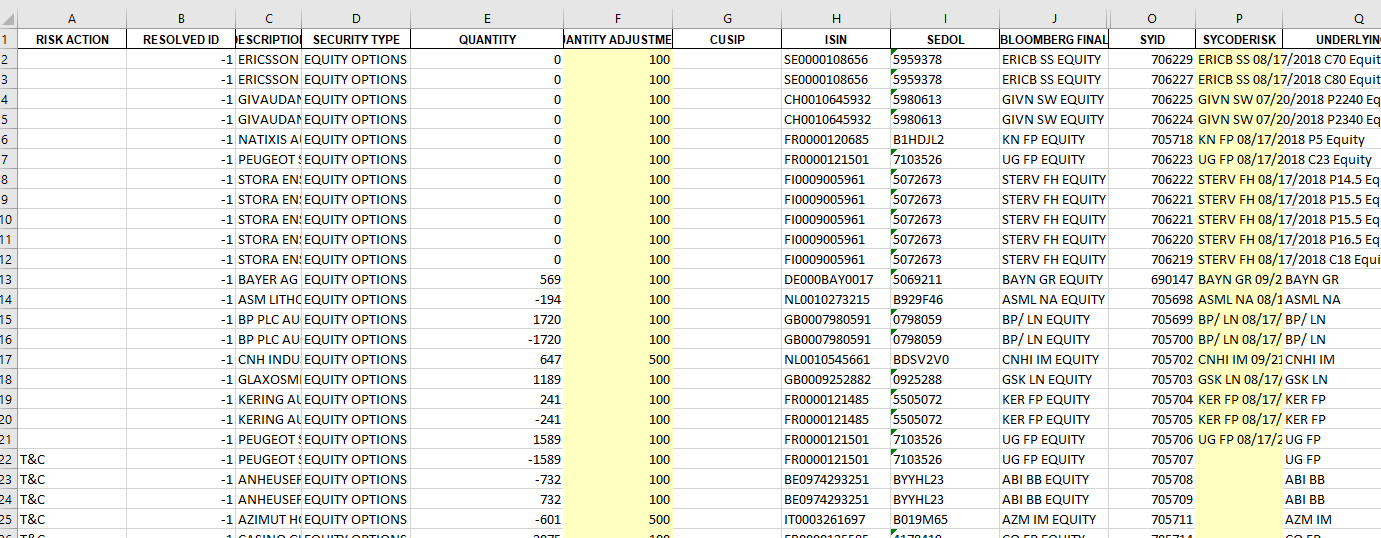 A B C D E F G H I J O P Q
1 RISK ACTION RESOLVED ID ESCRIPTIO SECURITY TYPE QUANTITY ANTITY ADJUSTME CUSIP ISIN SEDOL BLOOMBERG FINAL SYID SYCODERISK UNDERLYIN
2 -1 ERICSSON EQUITY OPTIONS 0 100 SE0000108656 5959378 ERICB SS EQUITY 706229 ERICB SS 08/17/2018 C70 Equit
3 -1 ERICSSON EQUITY OPTIONS 0 100 SE0000108656 5959378 ERICB SS EQUITY 706227 ERICB SS 08/17/2018 C80 Equit
4 -1 GIVAUDAN EQUITY OPTIONS 0 100 CH0010645932 5980613 GIVN SW EQUITY 706225 GIVN SW 07/20/2018 P2240 Eq
5 -1 GIVAUDAN EQUITY OPTIONS 0 100 CH0010645932 5980613 GIVN SW EQUITY 706224 GIVN SW 07/20/2018 P2340 Eq
6 -1 NATIXIS A EQUITY OPTIONS 0 100 FR0000120685 B1HDJL2 KN FP EQUITY 705718 KN FP 08/17/2018 P5 Equity
7 -1 PEUGEOT S EQUITY OPTIONS 0 100 FR0000121501 7103526 UG FP EQUITY 706223 UG FP 08/17/2018 C23 Equity
8 -1 STORA ENS EQUITY OPTIONS 0 100 FI0009005961 5072673 STERV FH EQUITY 706222 STERV FH 08/17/2018 P14.5 Eq
9 -1 STORA ENS EQUITY OPTIONS 0 100 FI0009005961 5072673 STERV FH EQUITY 706221 STERV FH 08/17/2018 P15.5 Eq
10 -1 STORA ENS EQUITY OPTIONS 0 100 FI0009005961 5072673 STERV FH EQUITY 706221 STERV FH 08/17/2018 P15.5 Eq
11 -1 STORA ENS EQUITY OPTIONS 0 100 FI0009005961 5072673 STERV FH EQUITY 706220 STERV FH 08/17/2018 P16.5 Eq
12 -1 STORA ENS EQUITY OPTIONS 0 100 FI0009005961 5072673 STERV FH EQUITY 706219 STERV FH 08/17/2018 C18 Equi
13 -1 BAYER AG EQUITY OPTIONS 569 100 DE000BAY0017 5069211 BAYN GR EQUITY 690147 BAYN GR 09/2 BAYN GR
14 -1 ASM LITHC EQUITY OPTIONS -194 100 NL0010273215 B929F46 ASML NA EQUITY 705698 ASML NA 08/1 ASML NA
15 -1 BP PLC AU EQUITY OPTIONS 1720 100 GB0007980591 0798059 BP/ LN EQUITY 705699 BP/ LN 08/17/ BP/ LN
16 -1 BP PLC AU EQUITY OPTIONS -1720 100 GB0007980591 0798059 BP/ LN EQUITY 705700 BP/ LN 08/17/ BP/ LN
17 -1 CNH INDU EQUITY OPTIONS 647 500 NL0010545661 BDSV2V0 CNHI IM EQUITY 705702 CNHI IM 09/21 CNHI IM
18 -1 GLAXOSMI EQUITY OPTIONS 1189 100 GB0009252882 0925288 GSK LN EQUITY 705703 GSK LN 08/17/ GSK LN
19 -1 KERING AU EQUITY OPTIONS 241 100 FR0000121485 5505072 KER FP EQUITY 705704 KER FP 08/17/ KER FP
20 -1 KERING AU EQUITY OPTIONS -241 100 FR0000121485 5505072 KER FP EQUITY 705705 KER FP 08/17/ KER FP
21 -1 PEUGEOT S EQUITY OPTIONS 1589 100 FR0000121501 7103526 UG FP EQUITY 705706 UG FP 08/17/2 UG FP
22 T&C -1 PEUGEOT S EQUITY OPTIONS -1589 100 FR0000121501 7103526 UG FP EQUITY 705707 UG FP
23 T&C -1 ANHEUSER EQUITY OPTIONS -732 100 BE0974293251 BYYHL23 ABI BB EQUITY 705708 ABI BB
24 T&C -1 ANHEUSER EQUITY OPTIONS 732 100 BE0974293251 BYYHL23 ABI BB EQUITY 705709 ABI BB
25 T&C -1 AZIMUT HO EQUITY OPTIONS -601 500 IT0003261697 B019M65 AZM IM EQUITY 705711 AZM IM